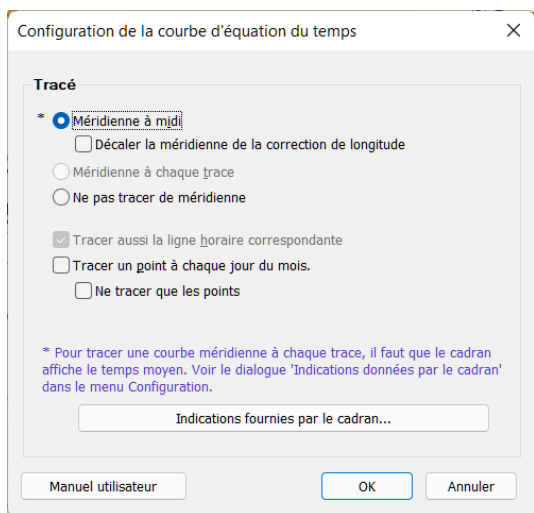 Configuration de la courbe d'équation du temps
Tracé
* Méridienne à midi
Décaler la méridienne de la correction de longitude
Méridienne à chaque trace
Ne pas tracer de méridienne
Tracer aussi la ligne horaire correspondante
Tracer un point à chaque jour du mois.
Ne tracer que les points
* Pour tracer une courbe méridienne à chaque trace, il faut que le cadran
affiche le temps moyen. Voir le dialogue 'Indications données par le cadran'
dans le menu Configuration.
Indications fournies par le cadran...
Manuel utilisateur
OK
Annuler